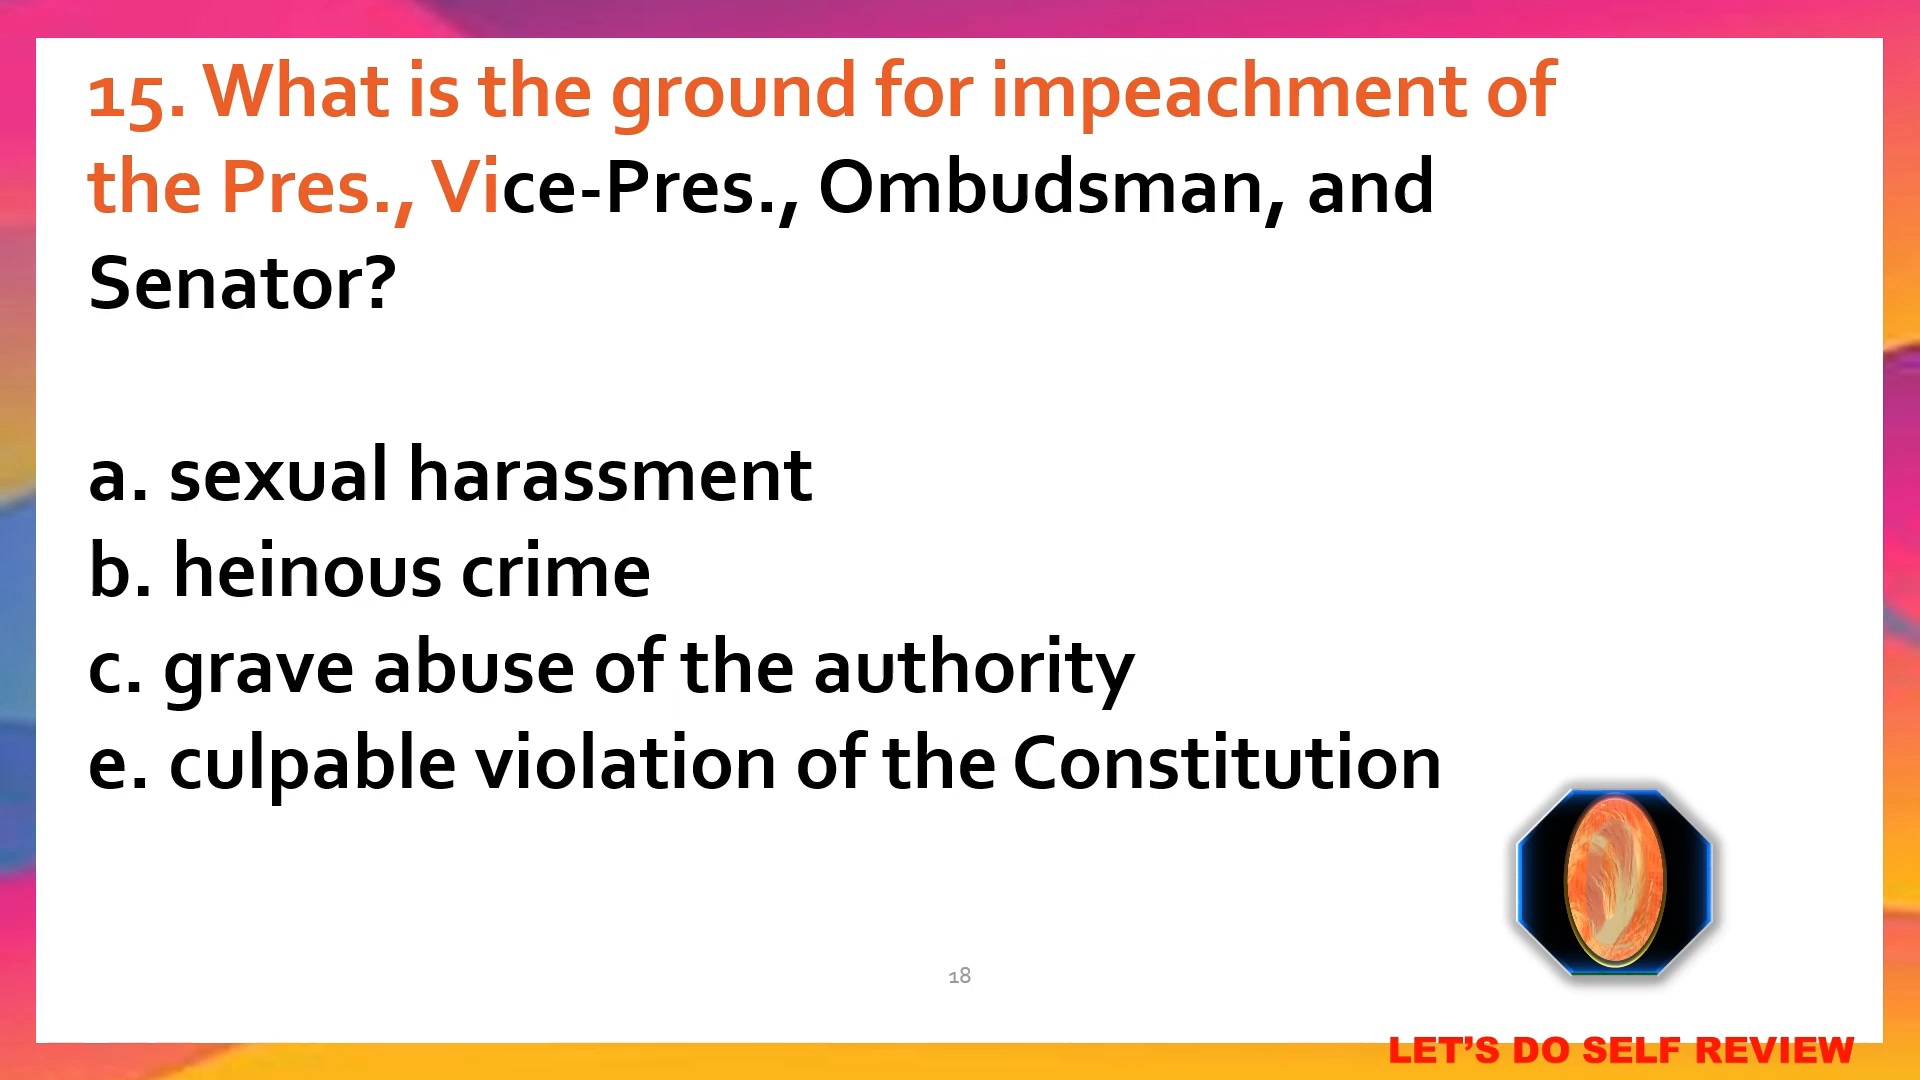 15. What is the ground for impeachment of
the Pres., Vice-Pres., Ombudsman, and
Senator?
a. sexual harassment
b. heinous crime
c. grave abuse of the authority
e. culpable violation of the Constitution
18
LET'S DO SELF REVIEW